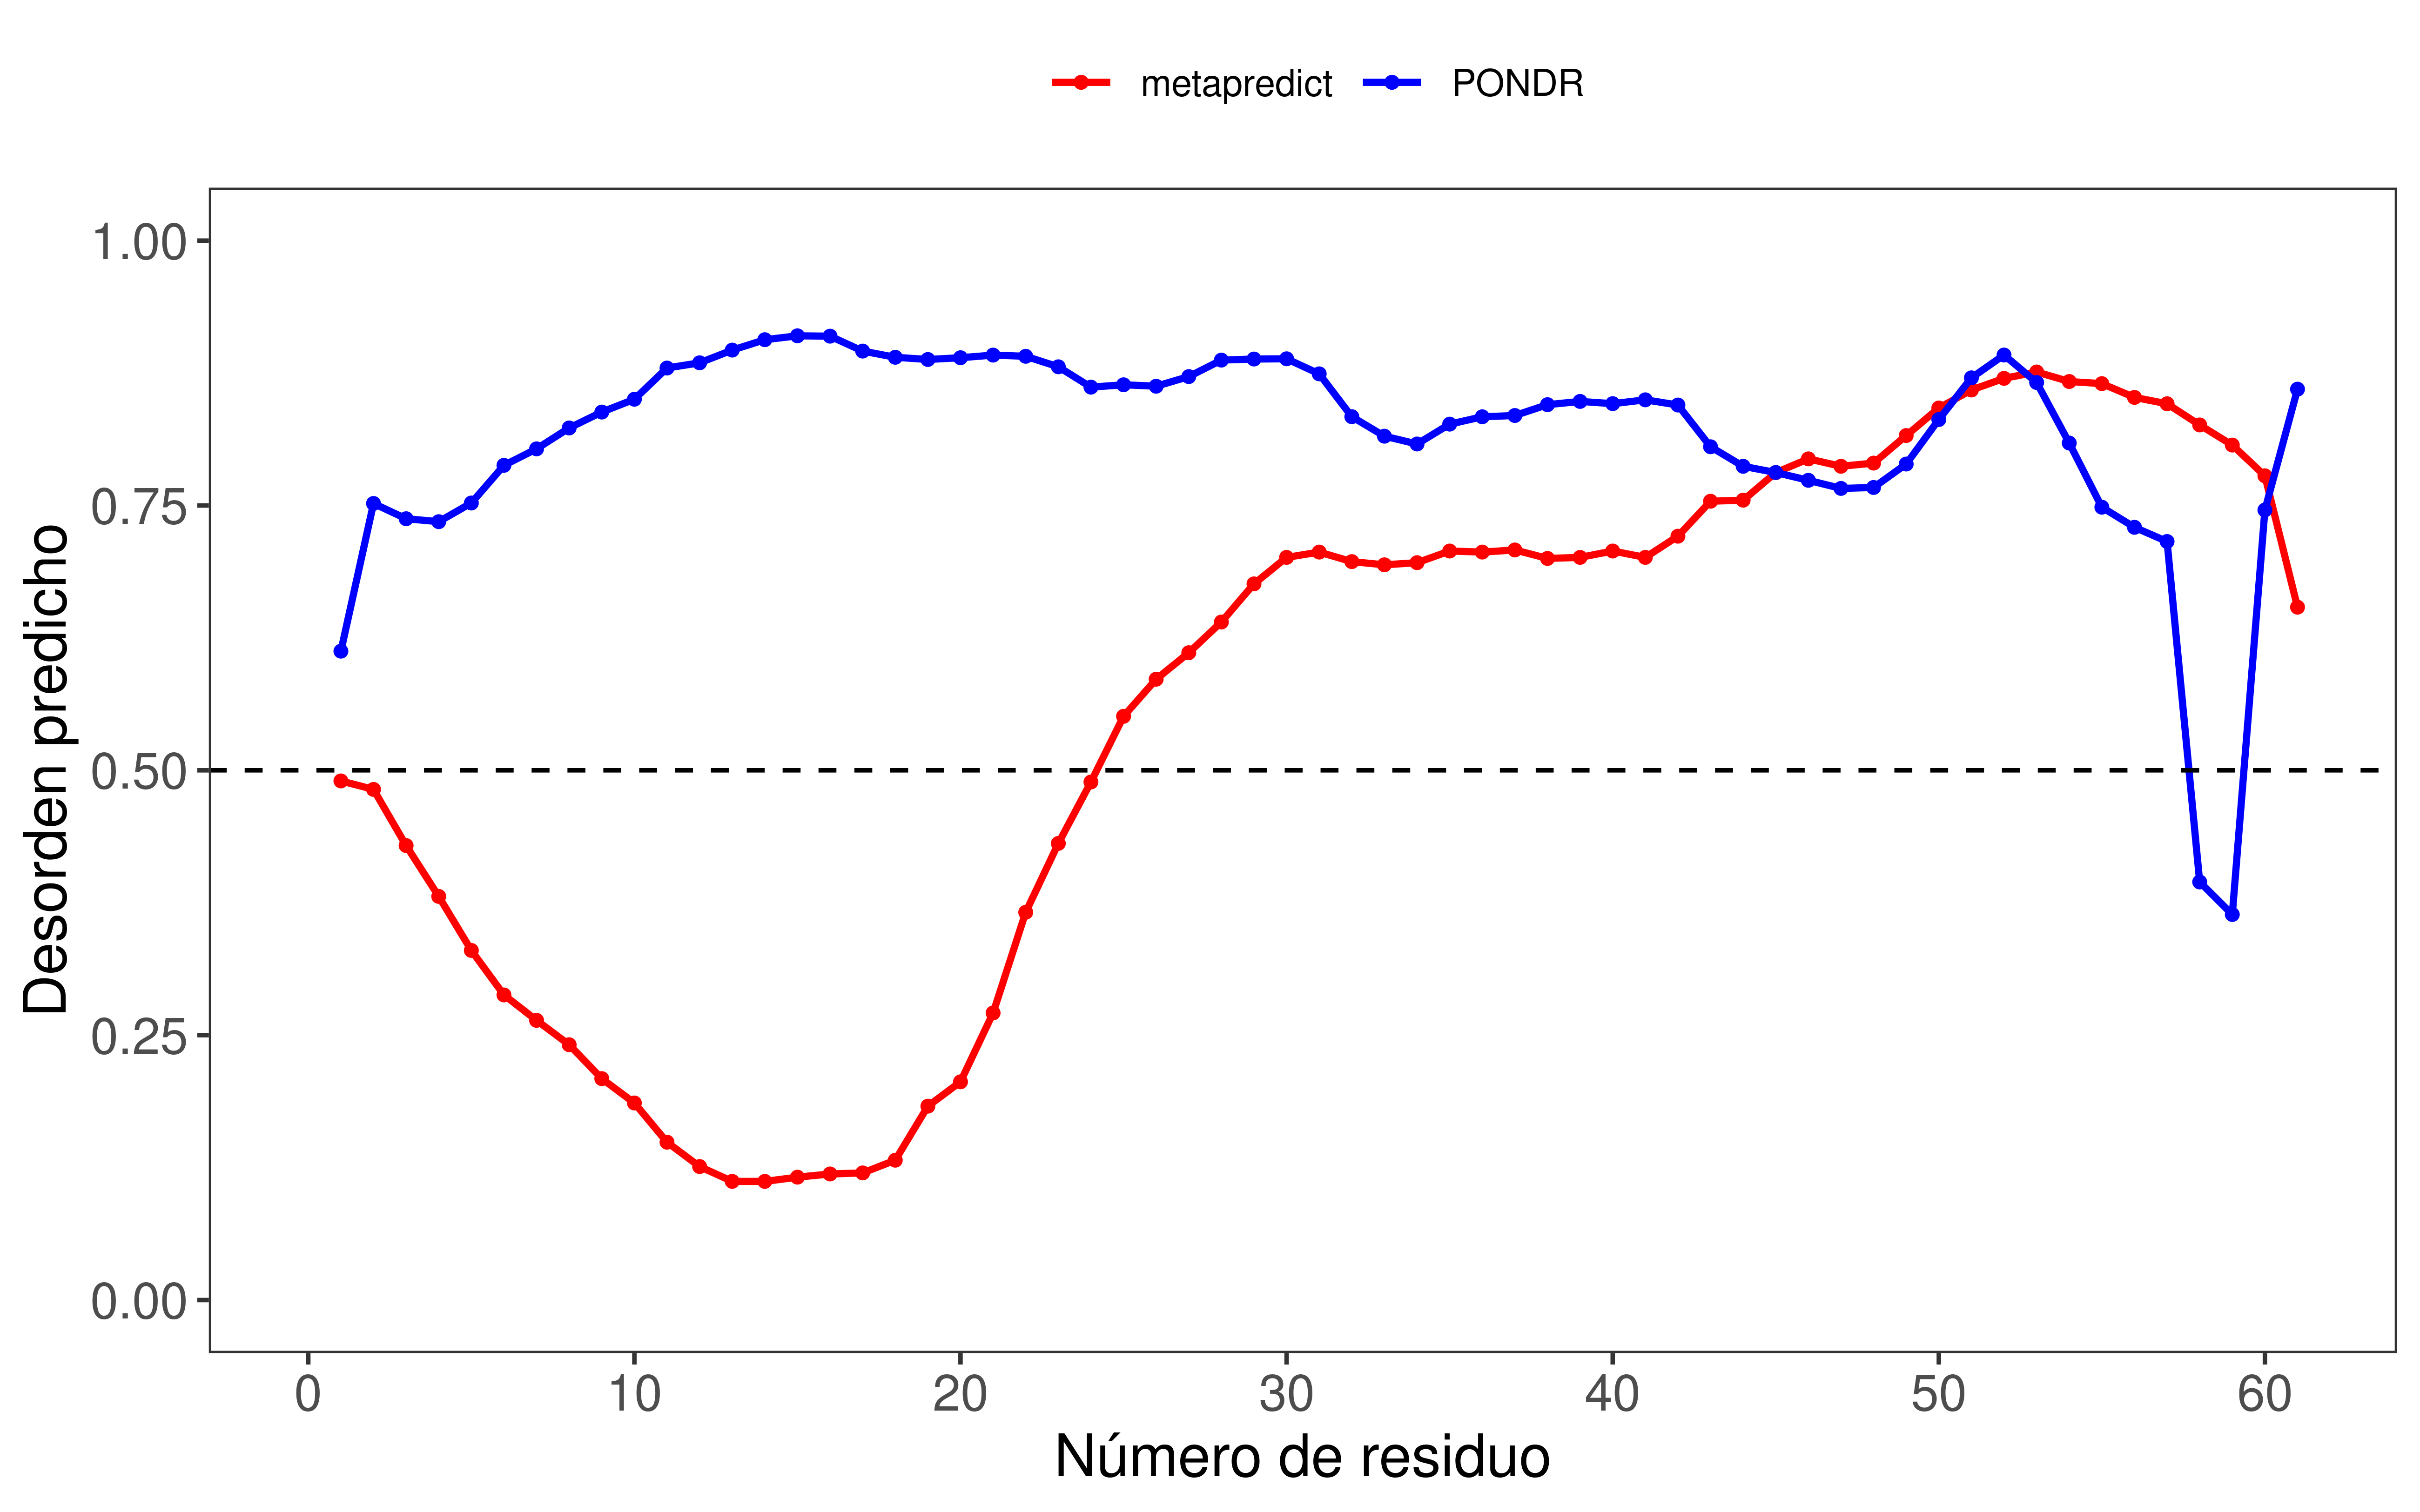 metapredict PONDR
Desorden predicho
1.00
0.75
0.50
0.25
0.00
0 10 20 30 40 50 60
Número de residuo